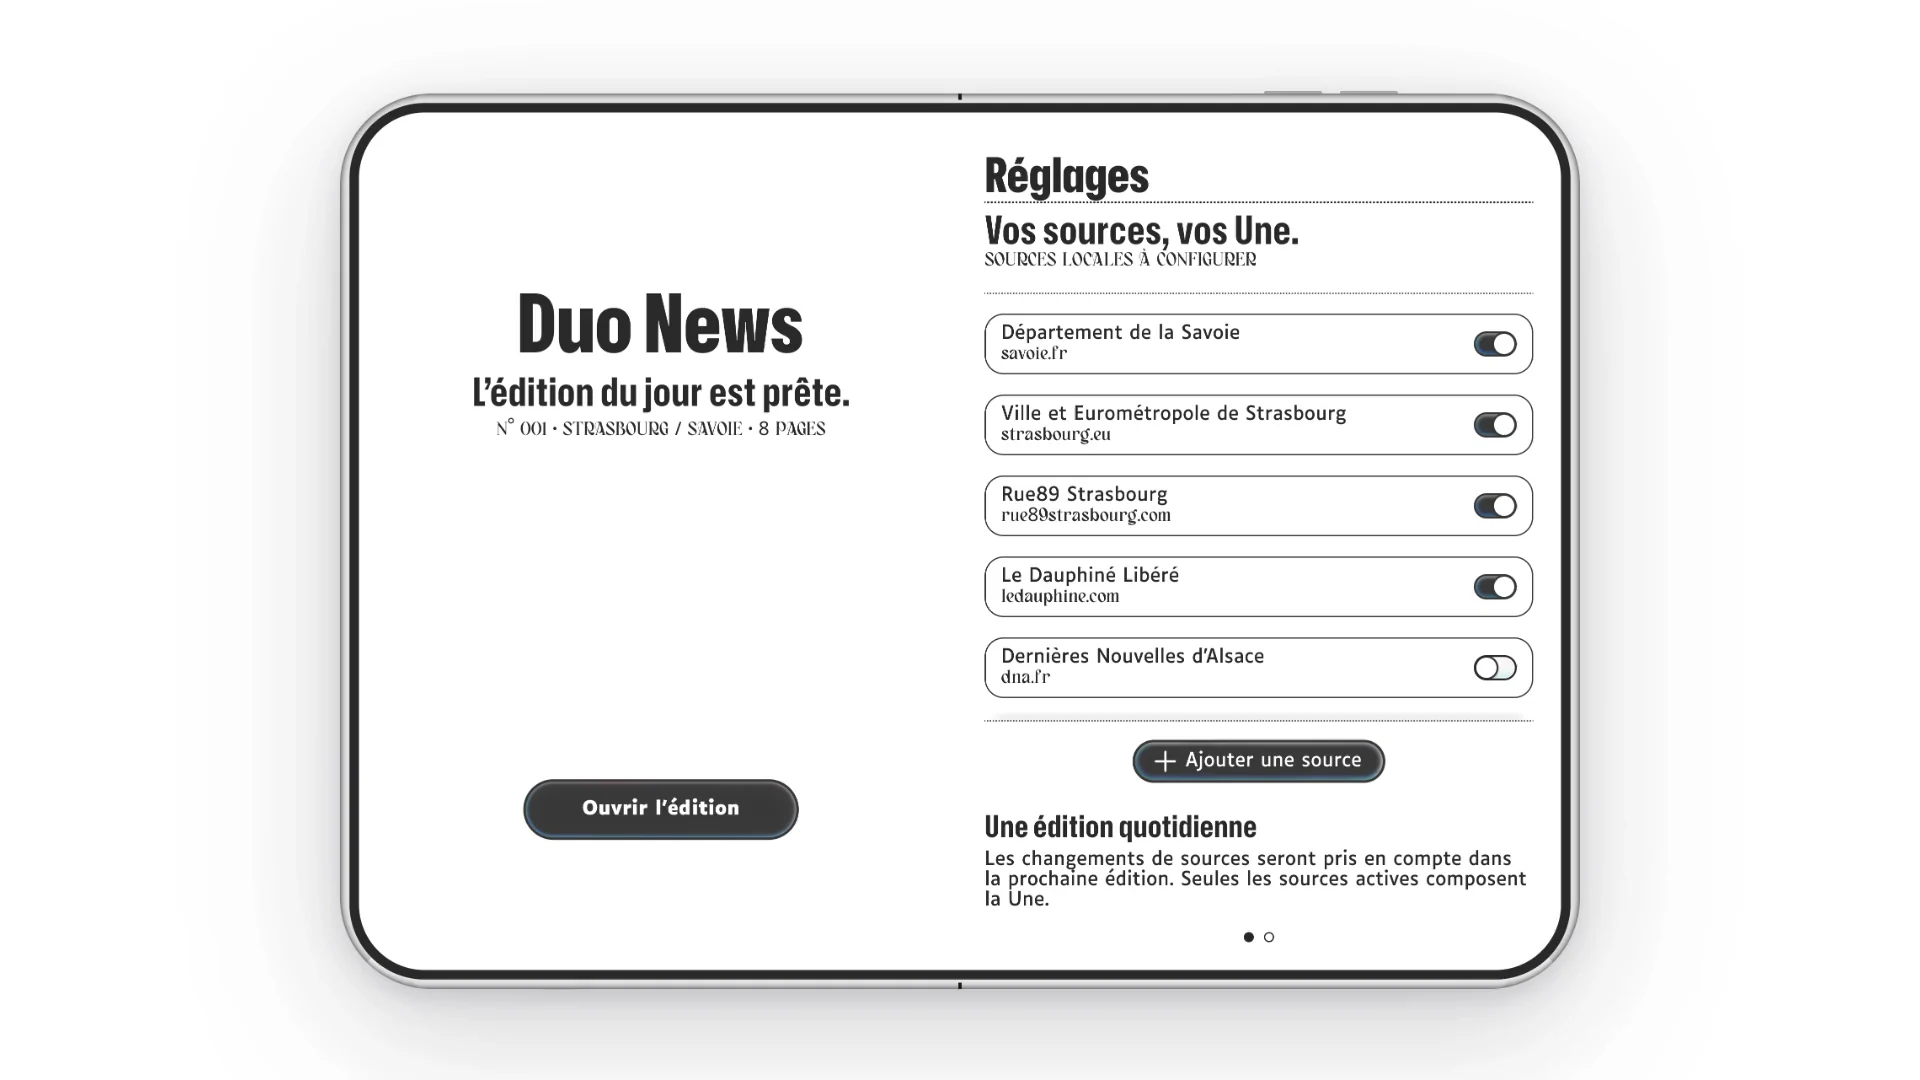 Duo News
L’édition du jour est prête.
N° 001 • STRASBOURG / SAVOIE • 8 PAGES
Ouvrir l’édition
Réglages
Vos sources, vos Une.
SOURCES LOCALES À CONFIGURER
Département de la Savoie
savoie.fr
Ville et Eurométropole de Strasbourg
strasbourg.eu
Rue89 Strasbourg
rue89strasbourg.com
Le Dauphiné Libéré
ledauphine.com
Dernières Nouvelles d’Alsace
dna.fr
+ Ajouter une source
Une édition quotidienne
Les changements de sources seront pris en compte dans
la prochaine édition. Seules les sources actives composent
la Une.